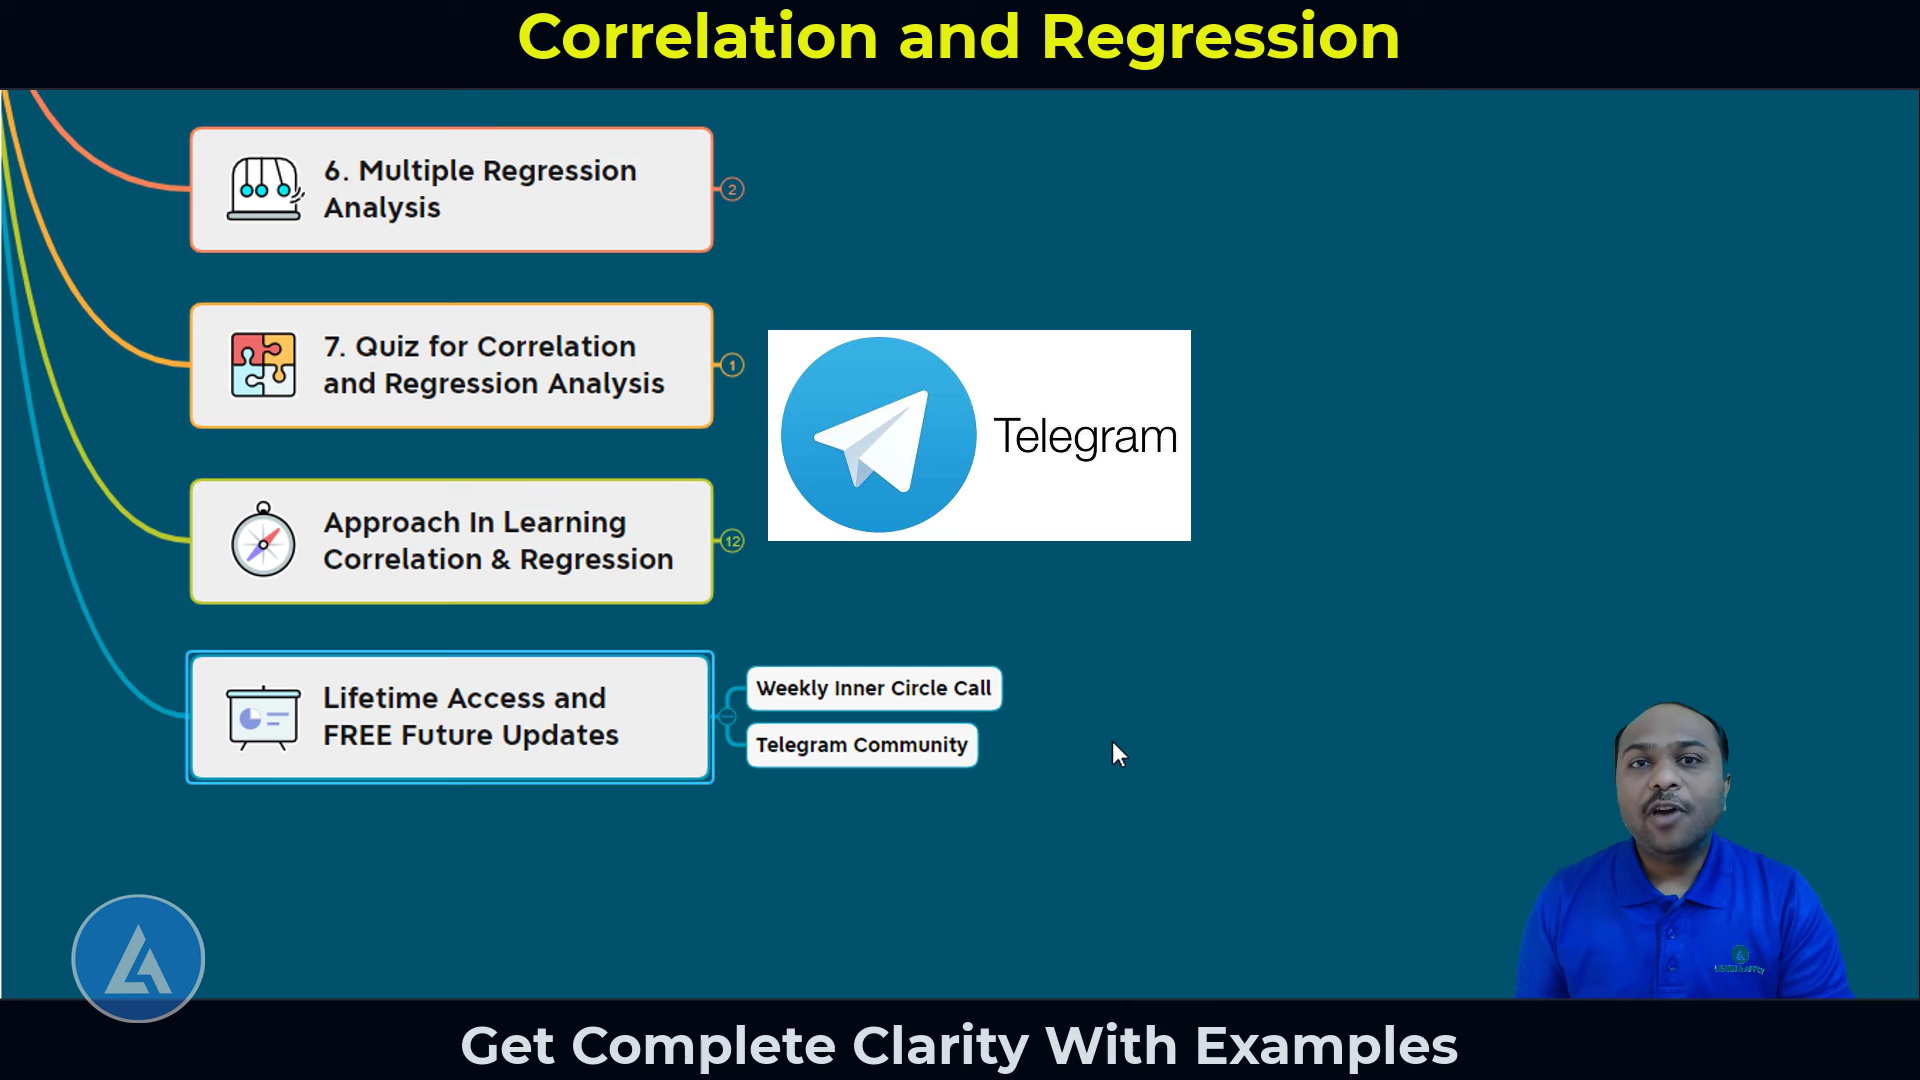 Correlation and Regression
6. Multiple Regression
Analysis
2
7. Quiz for Correlation
and Regression Analysis
1
Telegram
Approach In Learning
Correlation & Regression
12
Lifetime Access and
FREE Future Updates
Weekly Inner Circle Call
Telegram Community
Get Complete Clarity With Examples